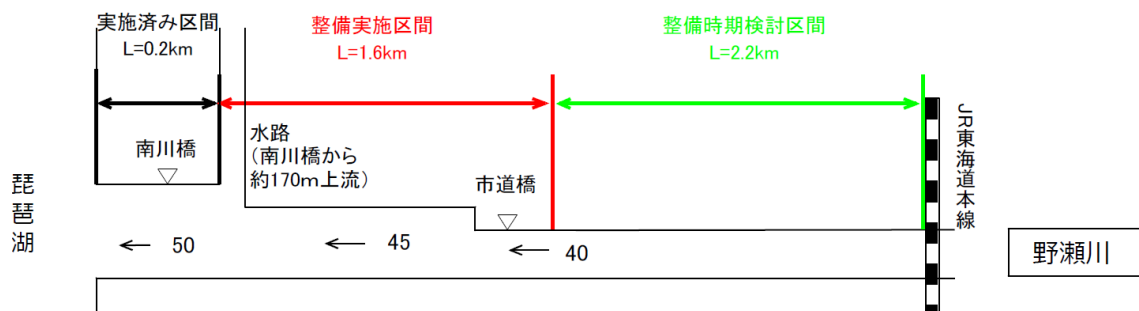 実施済み区間
L=0.2km
整備実施区間
L=1.6km
整備時期検討区間
L=2.2km
南川橋
水路
（南川橋から
約170m上流）
市道橋
JR東海道本線
琵琶湖
50
45
40
野瀬川